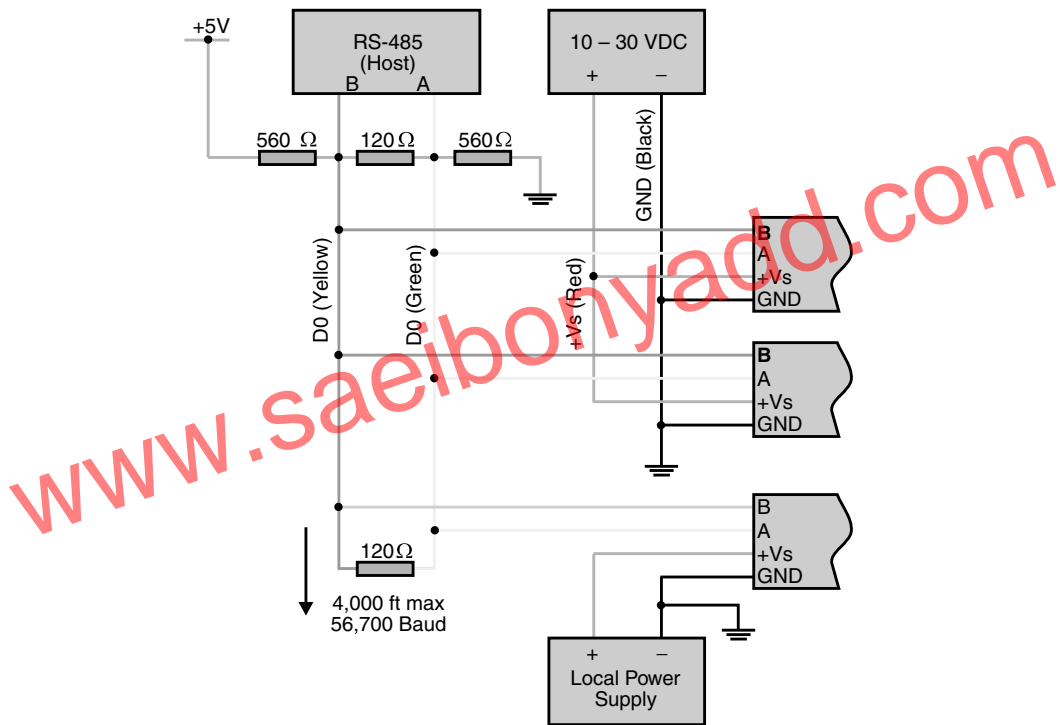 +5V
RS-485
(Host)
B A
10 – 30 VDC
+ –
560 Ω
120 Ω
560 Ω
GND (Black)
D0 (Yellow)
D0 (Green)
+Vs (Red)
B
A
+Vs
GND
B
A
+Vs
GND
B
A
+Vs
GND
120 Ω
4,000 ft max
56,700 Baud
+ –
Local Power
Supply
www.saeibonyadd.com